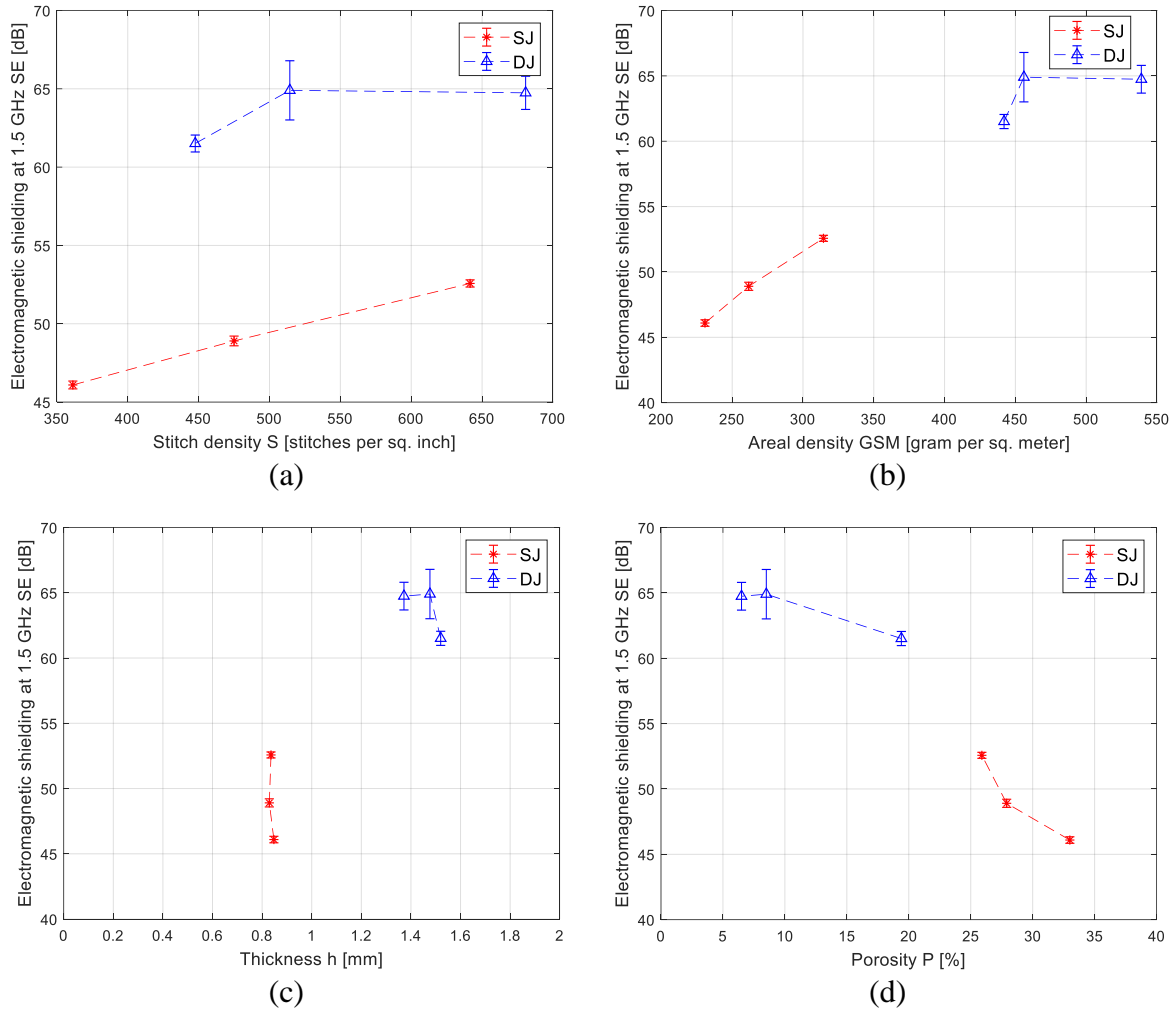 Electromagnetic shielding at 1.5 GHz SE [dB]
70
65
60
55
50
45
SJ
DJ
350 400 450 500 550 600 650 700
Stitch density S [stitches per sq. inch]
(a)
Electromagnetic shielding at 1.5 GHz SE [dB]
70
65
60
55
50
45
40
SJ
DJ
200 250 300 350 400 450 500 550
Areal density GSM [gram per sq. meter]
(b)
Electromagnetic shielding at 1.5 GHz SE [dB]
70
65
60
55
50
45
40
SJ
DJ
0 0.2 0.4 0.6 0.8 1 1.2 1.4 1.6 1.8 2
Thickness h [mm]
(c)
Electromagnetic shielding at 1.5 GHz SE [dB]
70
65
60
55
50
45
40
SJ
DJ
0 5 10 15 20 25 30 35 40
Porosity P [%]
(d)